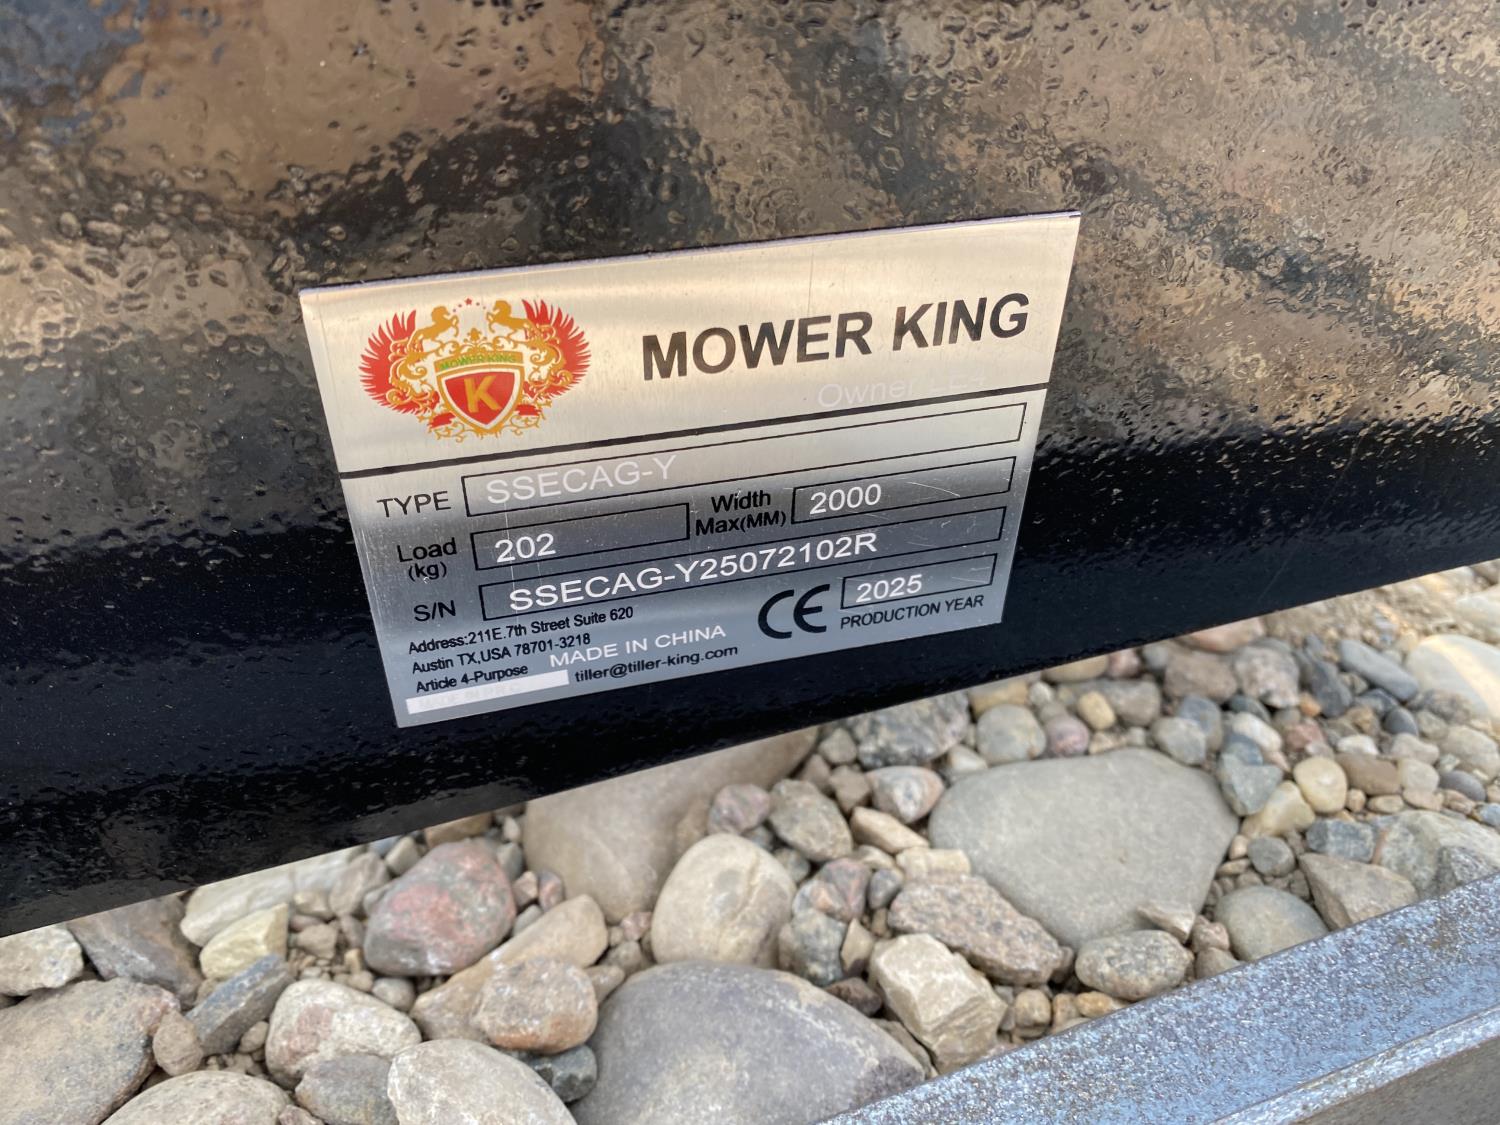 MOWER KING
K
MOWER KING
Owner
TYPE SSECAG-Y
Load (kg) 202
Width Max(MM) 2000
S/N SSECAG-Y25072102R
Address:211E.7th Street Suite 620
Austin TX,USA 78701-3218
Article 4-Purpose
MADE IN CHINA
tiller@tiller-king.com
CE
2025
PRODUCTION YEAR